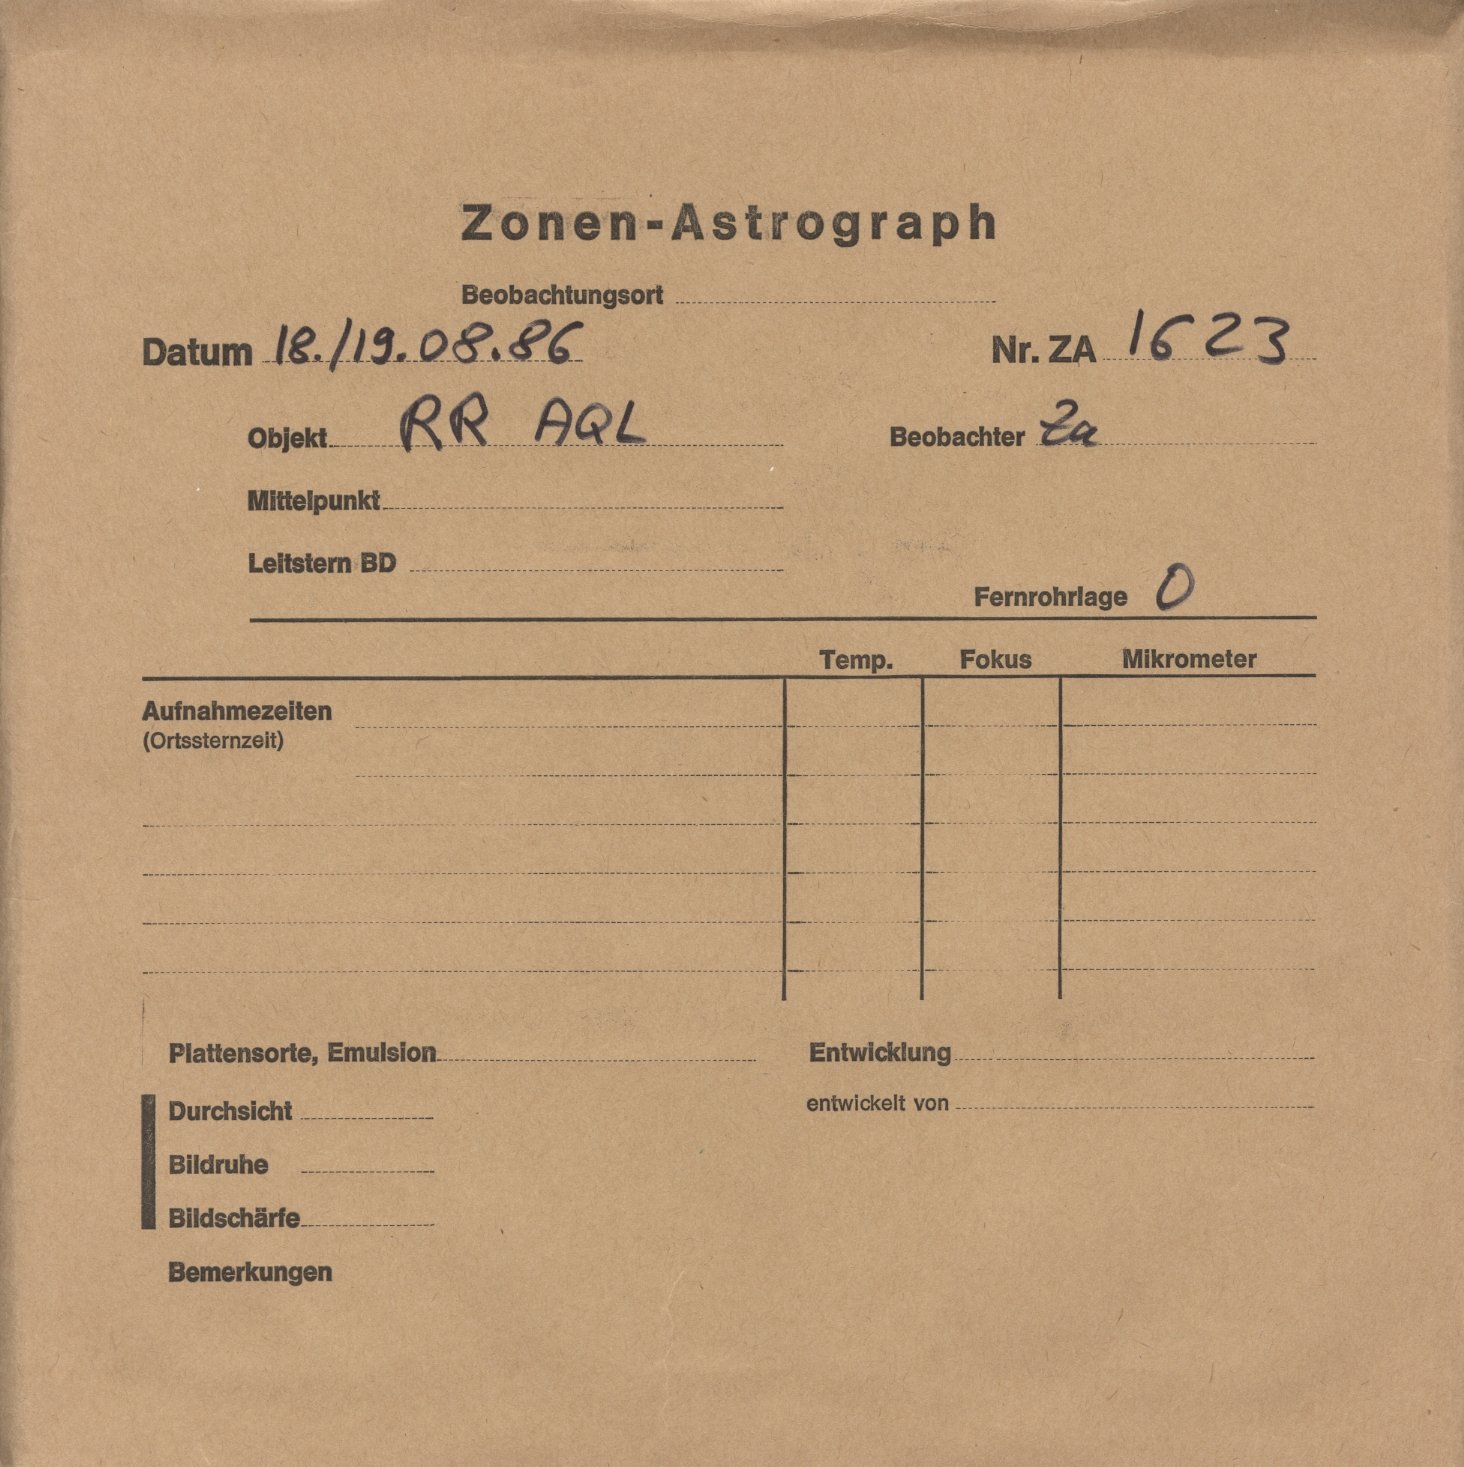 Zonen-Astrograph
Beobachtungsort
Datum 18./19.08.86 Nr. ZA 1623
Objekt RR AQL Beobachter Za
Mittelpunkt
Leitstern BD
Fernrohrlage O
Temp. Fokus Mikrometer
Aufnahmezeiten
(Ortssternzeit)
Plattensorte, Emulsion Entwicklung
Durchsicht entwickelt von
Bildruhe
Bildschärfe
Bemerkungen